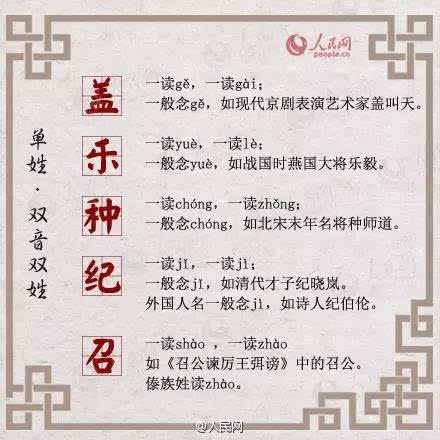 人民网
people.cn
单姓·双音双姓
盖
一读gě，一读gài；
一般念gě，如现代京剧表演艺术家盖叫天。
乐
一读yuè，一读lè；
一般念yuè，如战国时燕国大将乐毅。
种
一读chóng，一读zhǒng；
一般念chóng，如北宋末年名将种师道。
纪
一读jǐ，一读jì；
一般念jǐ，如清代才子纪晓岚。
外国人名一般念jì，如诗人纪伯伦。
召
一读shào ，一读zhào
如《召公谏厉王弭谤》中的召公。
傣族姓读zhào。
@人民网